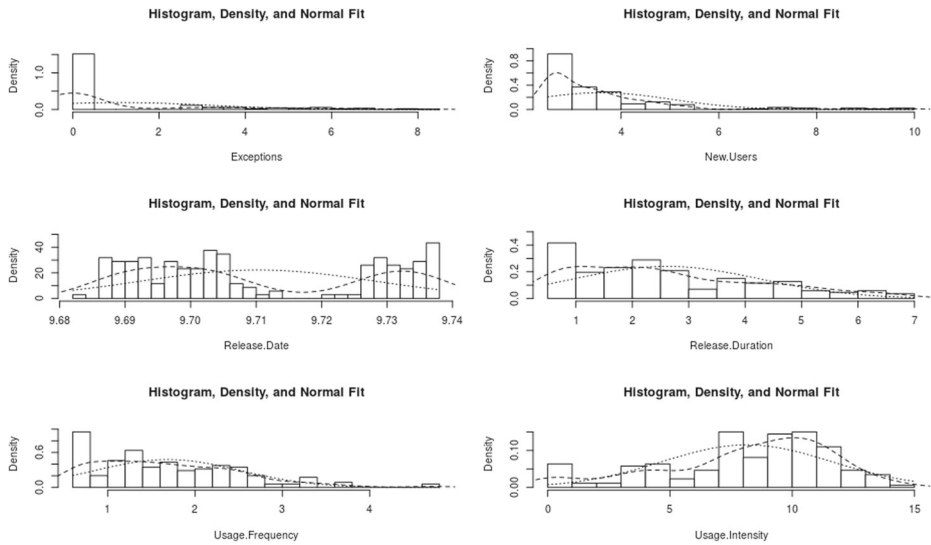 Histogram, Density, and Normal Fit
Density
0.0 1.0
0 2 4 6 8
Exceptions
Histogram, Density, and Normal Fit
Density
0.0 0.4 0.8
4 6 8 10
New.Users
Histogram, Density, and Normal Fit
Density
0 20 40
9.68 9.69 9.70 9.71 9.72 9.73 9.74
Release.Date
Histogram, Density, and Normal Fit
Density
0.0 0.2 0.4
1 2 3 4 5 6 7
Release.Duration
Histogram, Density, and Normal Fit
Density
0.0 0.6
1 2 3 4
Usage.Frequency
Histogram, Density, and Normal Fit
Density
0.00 0.10
0 5 10 15
Usage.Intensity